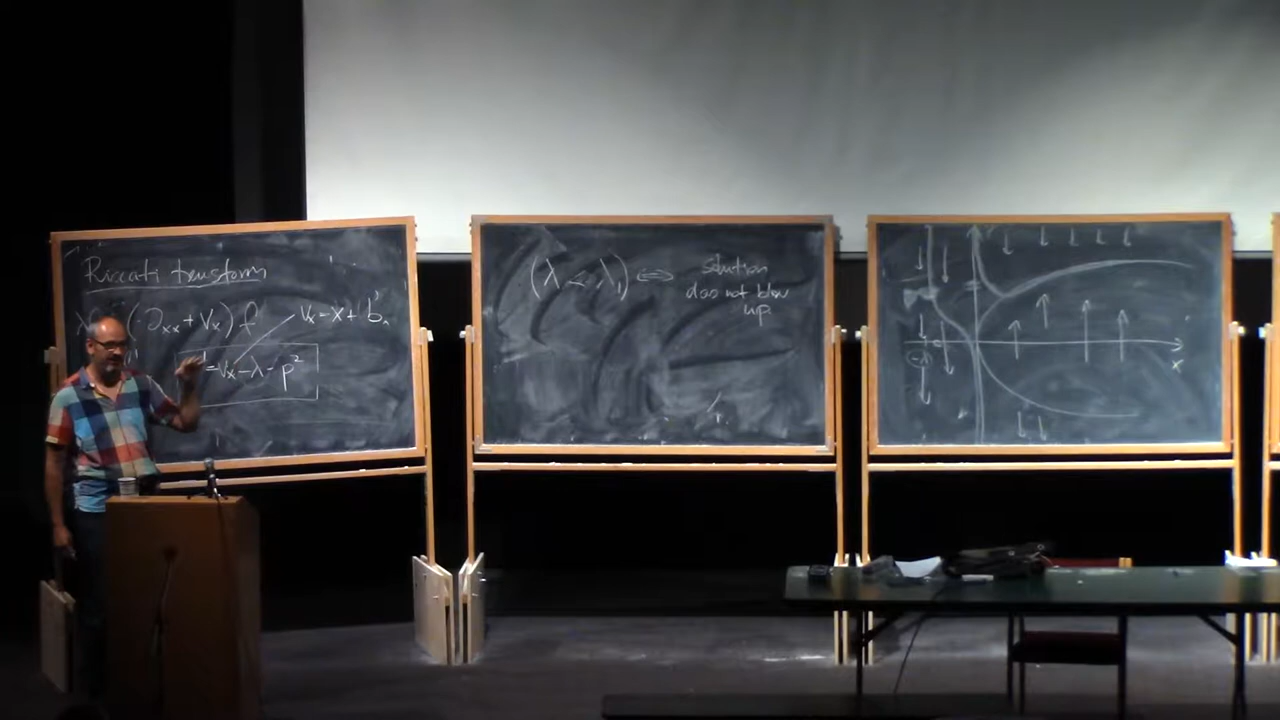 Riccati transform
(-∂xx + Vx) f
Vx = x + b'x
= Vx - λ - p²
(λ < λ₁) ⇔ solution
does not blow
up.
x
(-λ)